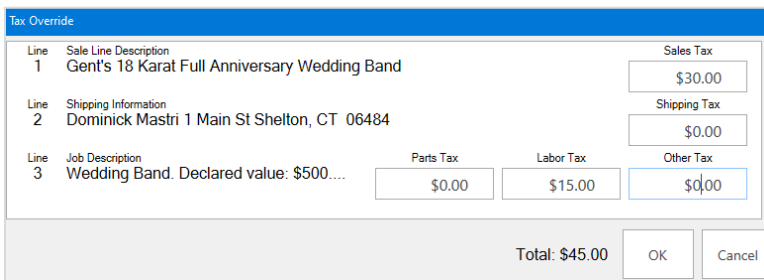 Tax Override
Line Sale Line Description Sales Tax
1 Gent's 18 Karat Full Anniversary Wedding Band $30.00
Line Shipping Information Shipping Tax
2 Dominick Mastri 1 Main St Shelton, CT 06484 $0.00
Line Job Description Parts Tax Labor Tax Other Tax
3 Wedding Band. Declared value: $500.... $0.00 $15.00 $0.00
Total: $45.00 OK Cancel